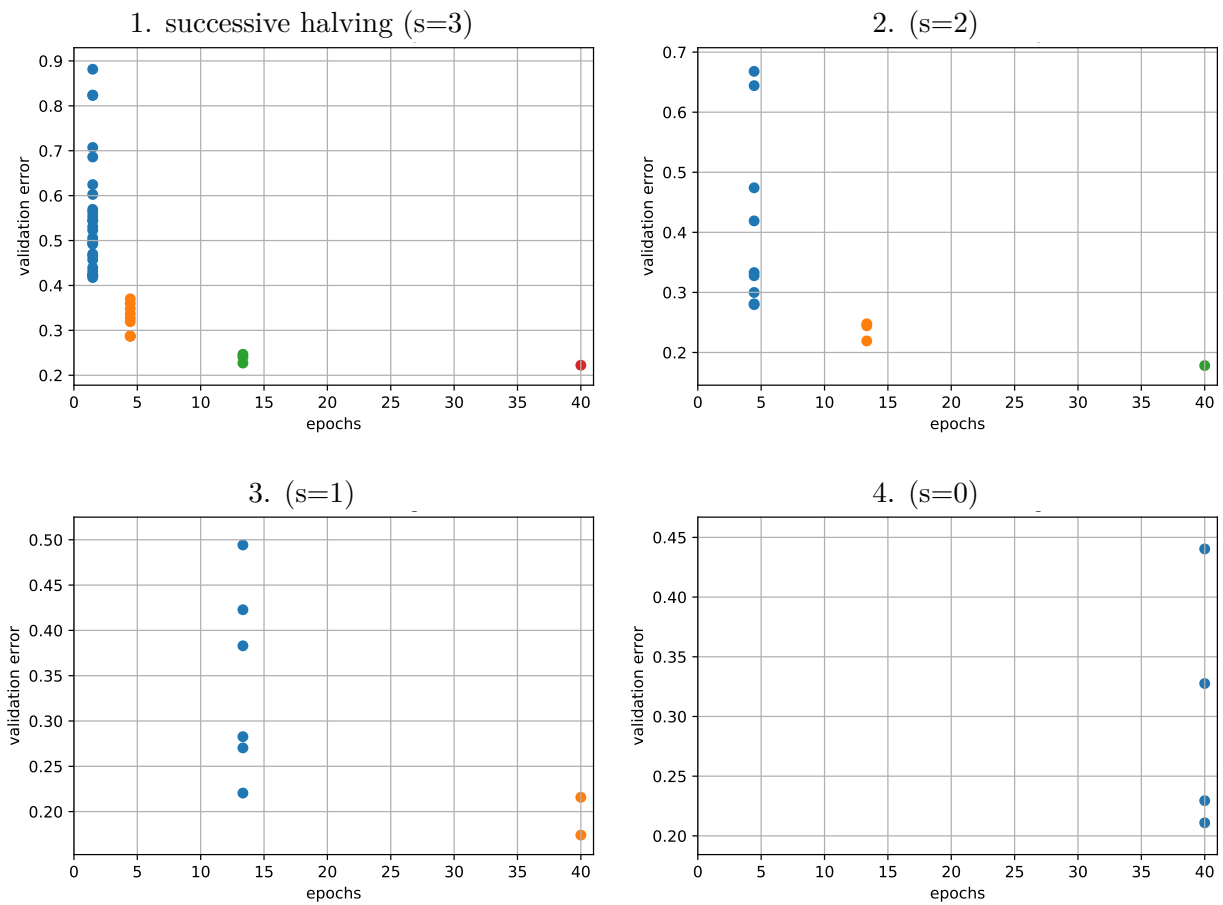 1. successive halving (s=3)
0.9
0.8
0.7
0.6
0.5
0.4
0.3
0.2
validation error
0 5 10 15 20 25 30 35 40
epochs
2. (s=2)
0.7
0.6
0.5
0.4
0.3
0.2
validation error
0 5 10 15 20 25 30 35 40
epochs
3. (s=1)
0.50
0.45
0.40
0.35
0.30
0.25
0.20
validation error
0 5 10 15 20 25 30 35 40
epochs
4. (s=0)
0.45
0.40
0.35
0.30
0.25
0.20
validation error
0 5 10 15 20 25 30 35 40
epochs